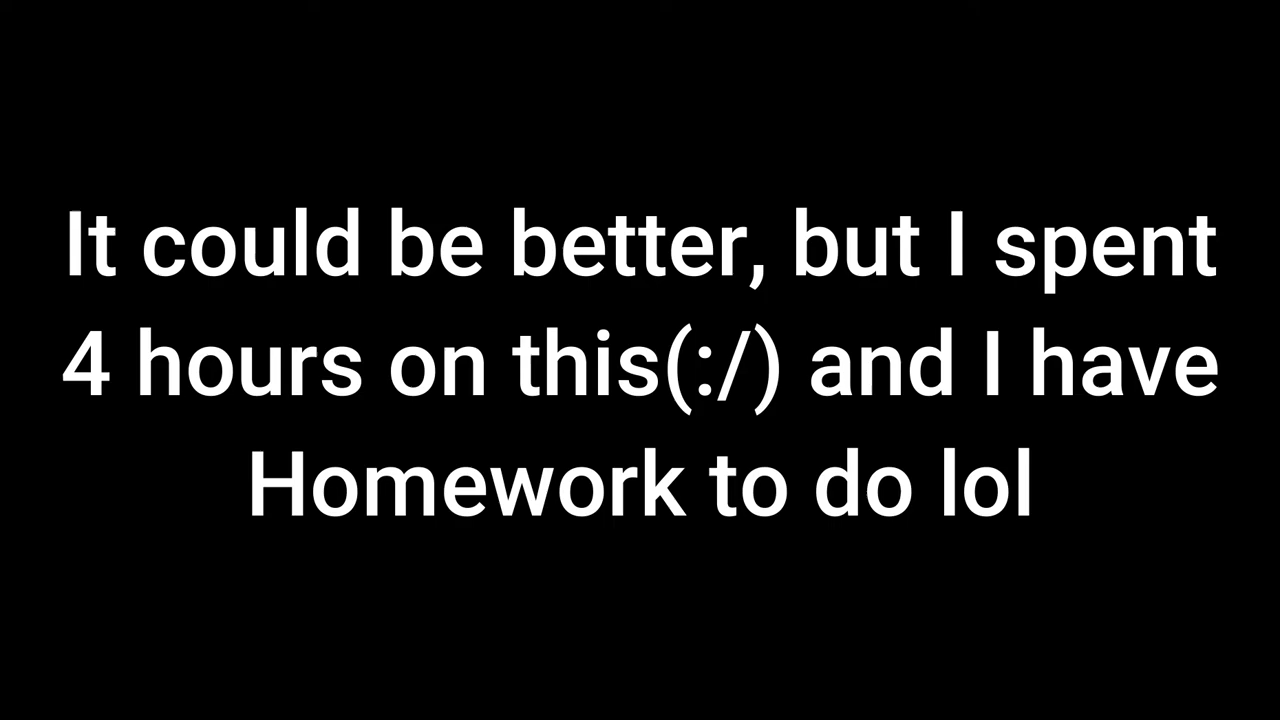 It could be better, but I spent
4 hours on this(:/) and I have
Homework to do lol